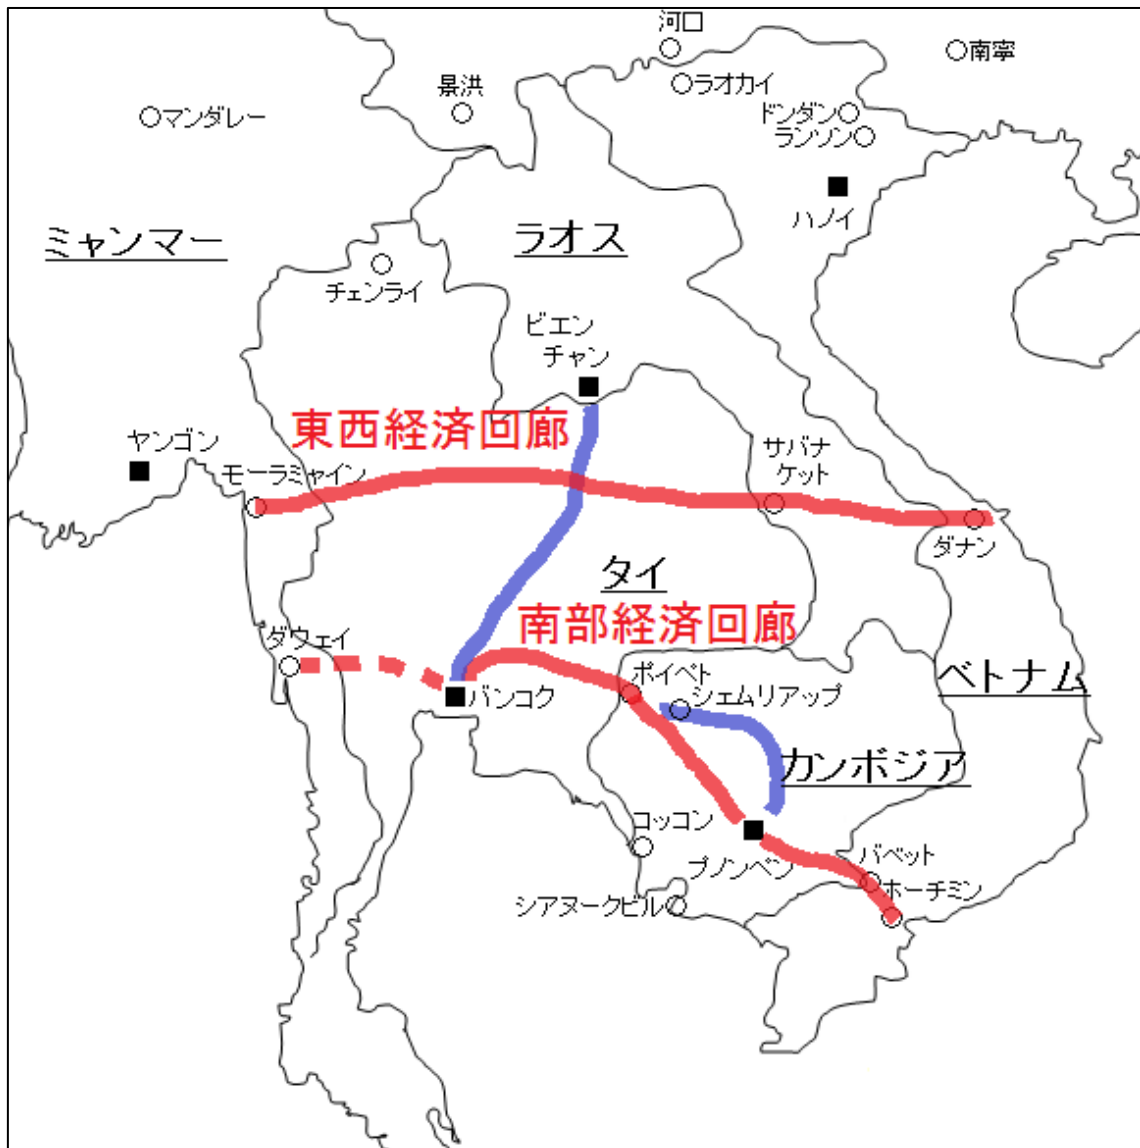 河口
南寧
景洪
ラオカイ
マンダレー
ドンダン
ランソン
ハノイ
ミャンマー
ラオス
チェンライ
ビエン
チャン
東西経済回廊
ヤンゴン
モーラミャイン
サバナ
ケット
ダナン
タイ
南部経済回廊
ダウェイ
ポイペト
ベトナム
バンコク
シェムリアップ
カンボジア
コッコン
プノンペン
バベット
ホーチミン
シアヌークビル